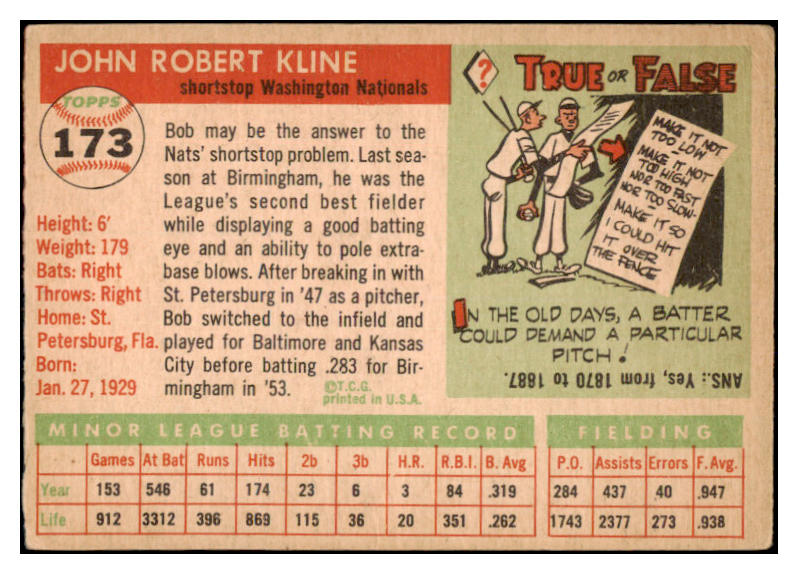 JOHN ROBERT KLINE
shortstop Washington Nationals
TOPPS
173
Height: 6'
Weight: 179
Bats: Right
Throws: Right
Home: St.
Petersburg, Fla.
Born:
Jan. 27, 1929
Bob may be the answer to the
Nats' shortstop problem. Last sea-
son at Birmingham, he was the
League's second best fielder
while displaying a good batting
eye and an ability to pole extra-
base blows. After breaking in with
St. Petersburg in '47 as a pitcher,
Bob switched to the infield and
played for Baltimore and Kansas
City before batting .283 for Bir-
mingham in '53.
©T.C.G.
printed in U.S.A.
?
TRUE OR FALSE
MAKE IT NOT
TOO LOW
MAKE IT NOT
TOO HIGH
NOR TOO FAST
NOR TOO SLOW-
MAKE IT SO
I COULD HIT
IT OVER
THE FENCE
IN THE OLD DAYS, A BATTER
COULD DEMAND A PARTICULAR
PITCH!
ANS.: Yes, from 1870 to 1887.
MINOR LEAGUE BATTING RECORD FIELDING
Games At Bat Runs Hits 2b 3b H.R. R.B.I. B. Avg P.O. Assists Errors F. Avg.
Year 153 546 61 174 23 6 3 84 .319 284 437 40 .947
Life 912 3312 396 869 115 36 20 351 .262 1743 2377 273 .938